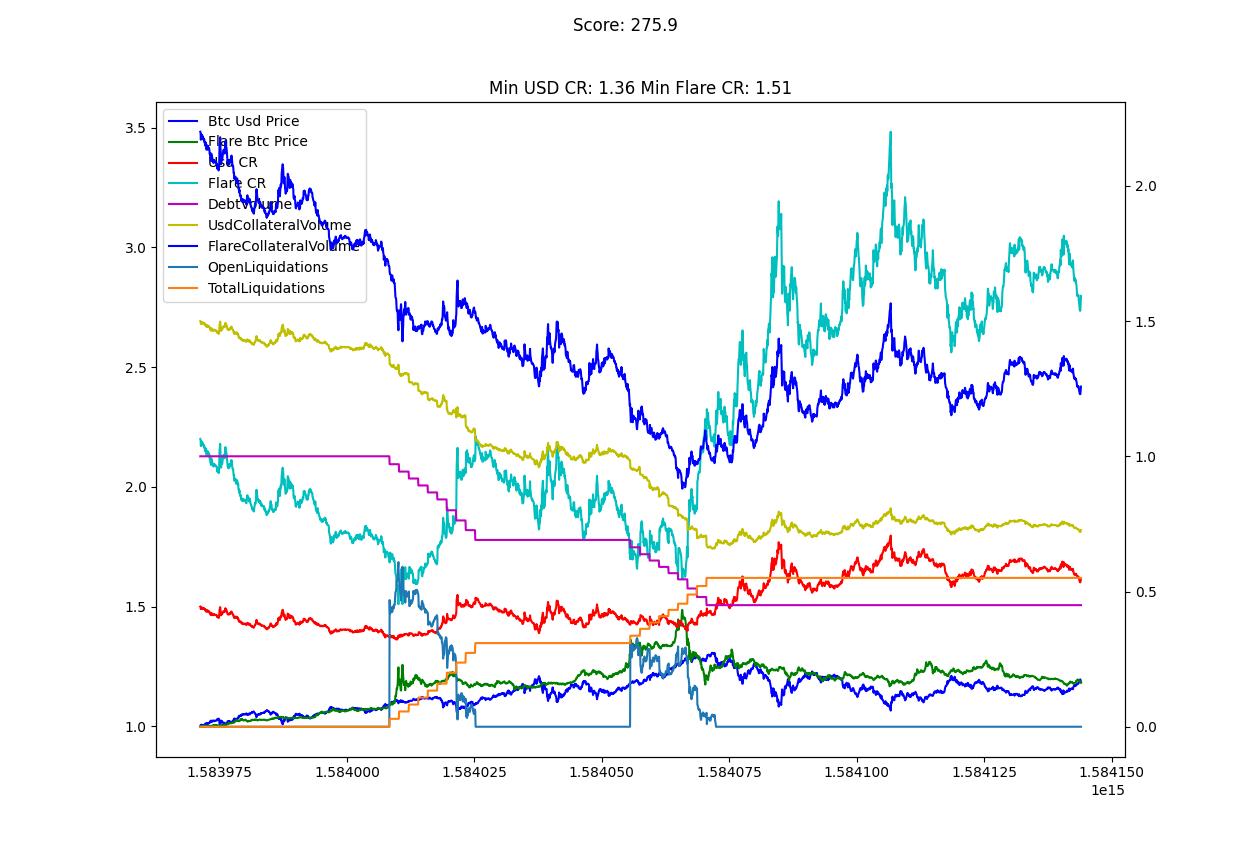 Score: 275.9
Min USD CR: 1.36 Min Flare CR: 1.51
Btc Usd Price
Flare Btc Price
Usd CR
Flare CR
DebtVolume
UsdCollateralVolume
FlareCollateralVolume
OpenLiquidations
TotalLiquidations
3.5
3.0
2.5
2.0
1.5
1.0
2.0
1.5
1.0
0.5
0.0
1.583975 1.584000 1.584025 1.584050 1.584075 1.584100 1.584125 1.584150
1e15